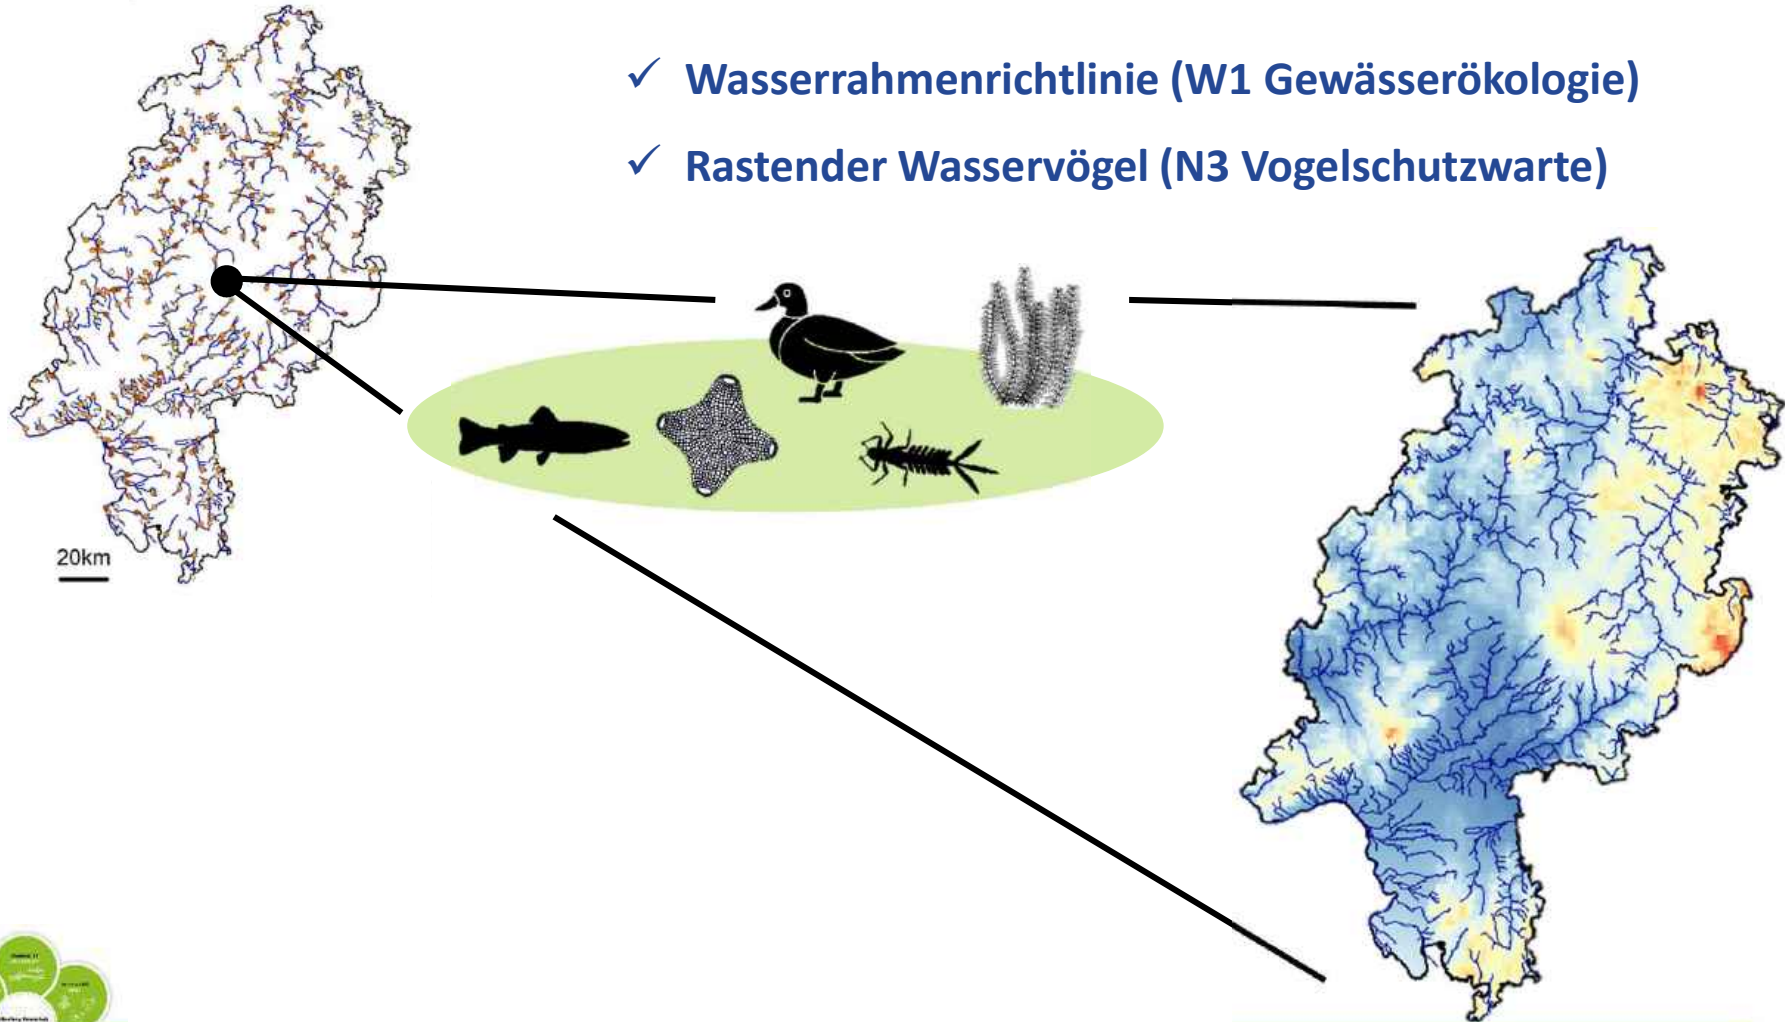 ✓ Wasserrahmenrichtlinie (W1 Gewässerökologie)
✓ Rastender Wasservögel (N3 Vogelschutzwarte)
20km